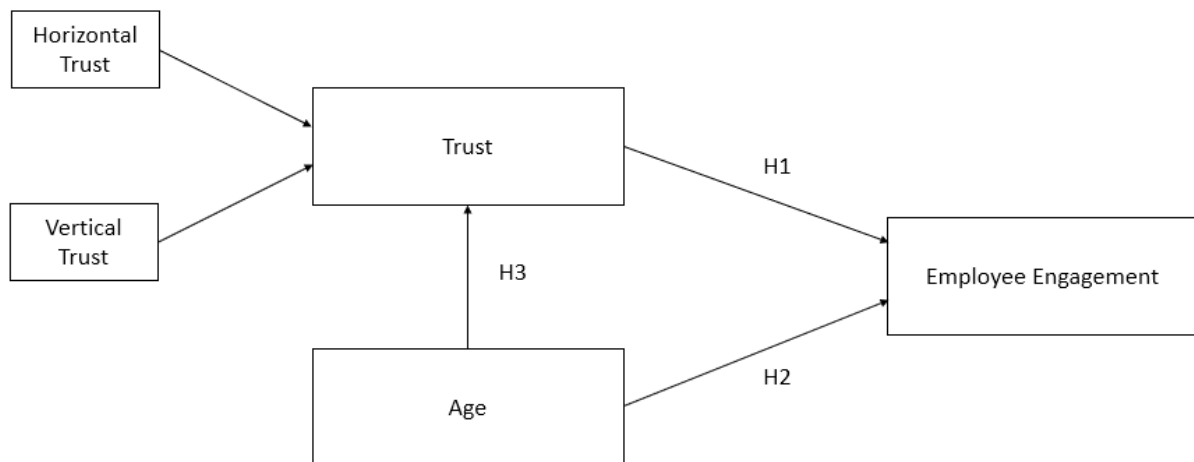 Horizontal
Trust
Trust
H1
Vertical
Trust
H3
Employee Engagement
H2
Age